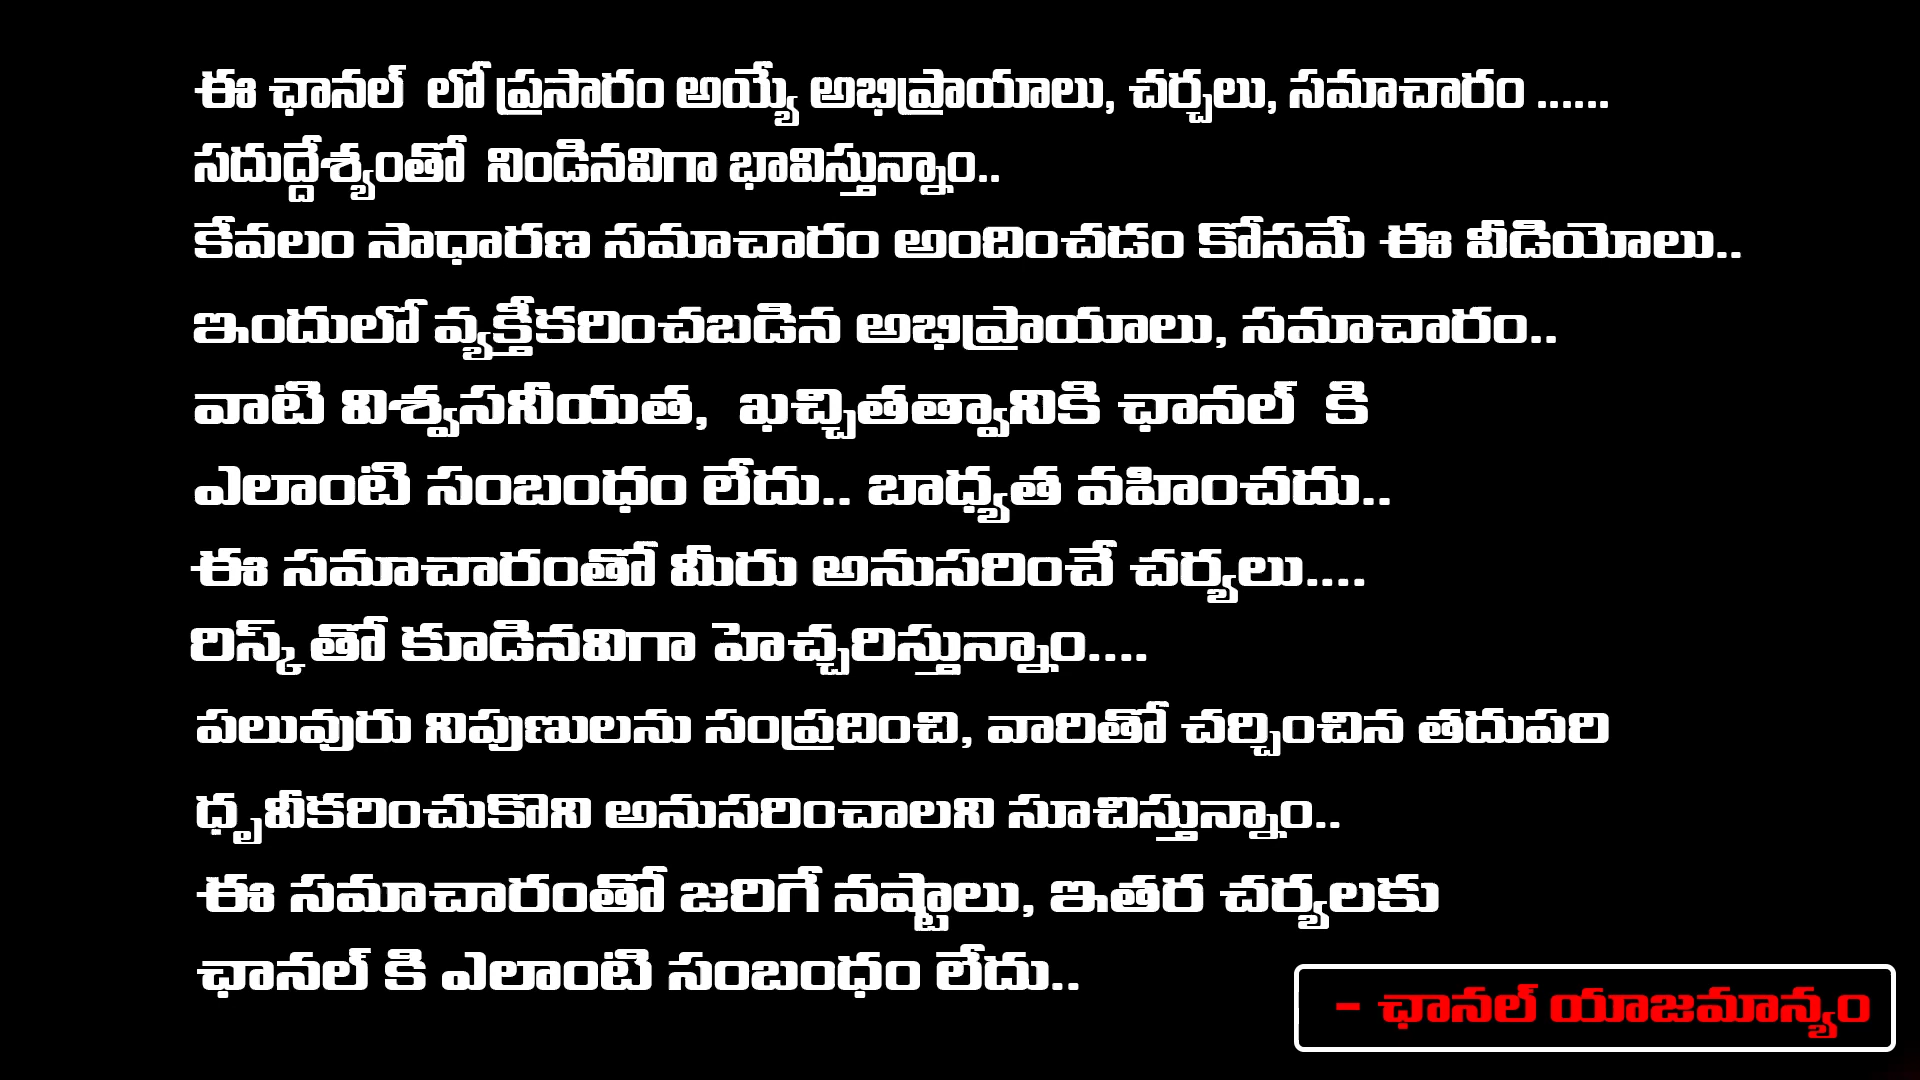 ఈ ఛానల్ లో ప్రసారం అయ్యే అభిప్రాయాలు, చర్చలు, సమాచారం ......
సదుద్దేశ్యంతో నిండినవిగా భావిస్తున్నాం..
కేవలం సాధారణ సమాచారం అందించడం కోసమే ఈ వీడియోలు..
ఇందులో వ్యక్తీకరించబడిన అభిప్రాయాలు, సమాచారం..
వాటి విశ్వసనీయత, ఖచ్చితత్వానికి ఛానల్ కి
ఎలాంటి సంబంధం లేదు.. బాధ్యత వహించదు..
ఈ సమాచారంతో మీరు అనుసరించే చర్యలు....
రిస్క్ తో కూడినవిగా హెచ్చరిస్తున్నాం....
పలువురు నిపుణులను సంప్రదించి, వారితో చర్చించిన తదుపరి
ధృవీకరించుకొని అనుసరించాలని సూచిస్తున్నాం..
ఈ సమాచారంతో జరిగే నష్టాలు, ఇతర చర్యలకు
ఛానల్ కి ఎలాంటి సంబంధం లేదు..
- ఛానల్ యాజమాన్యం